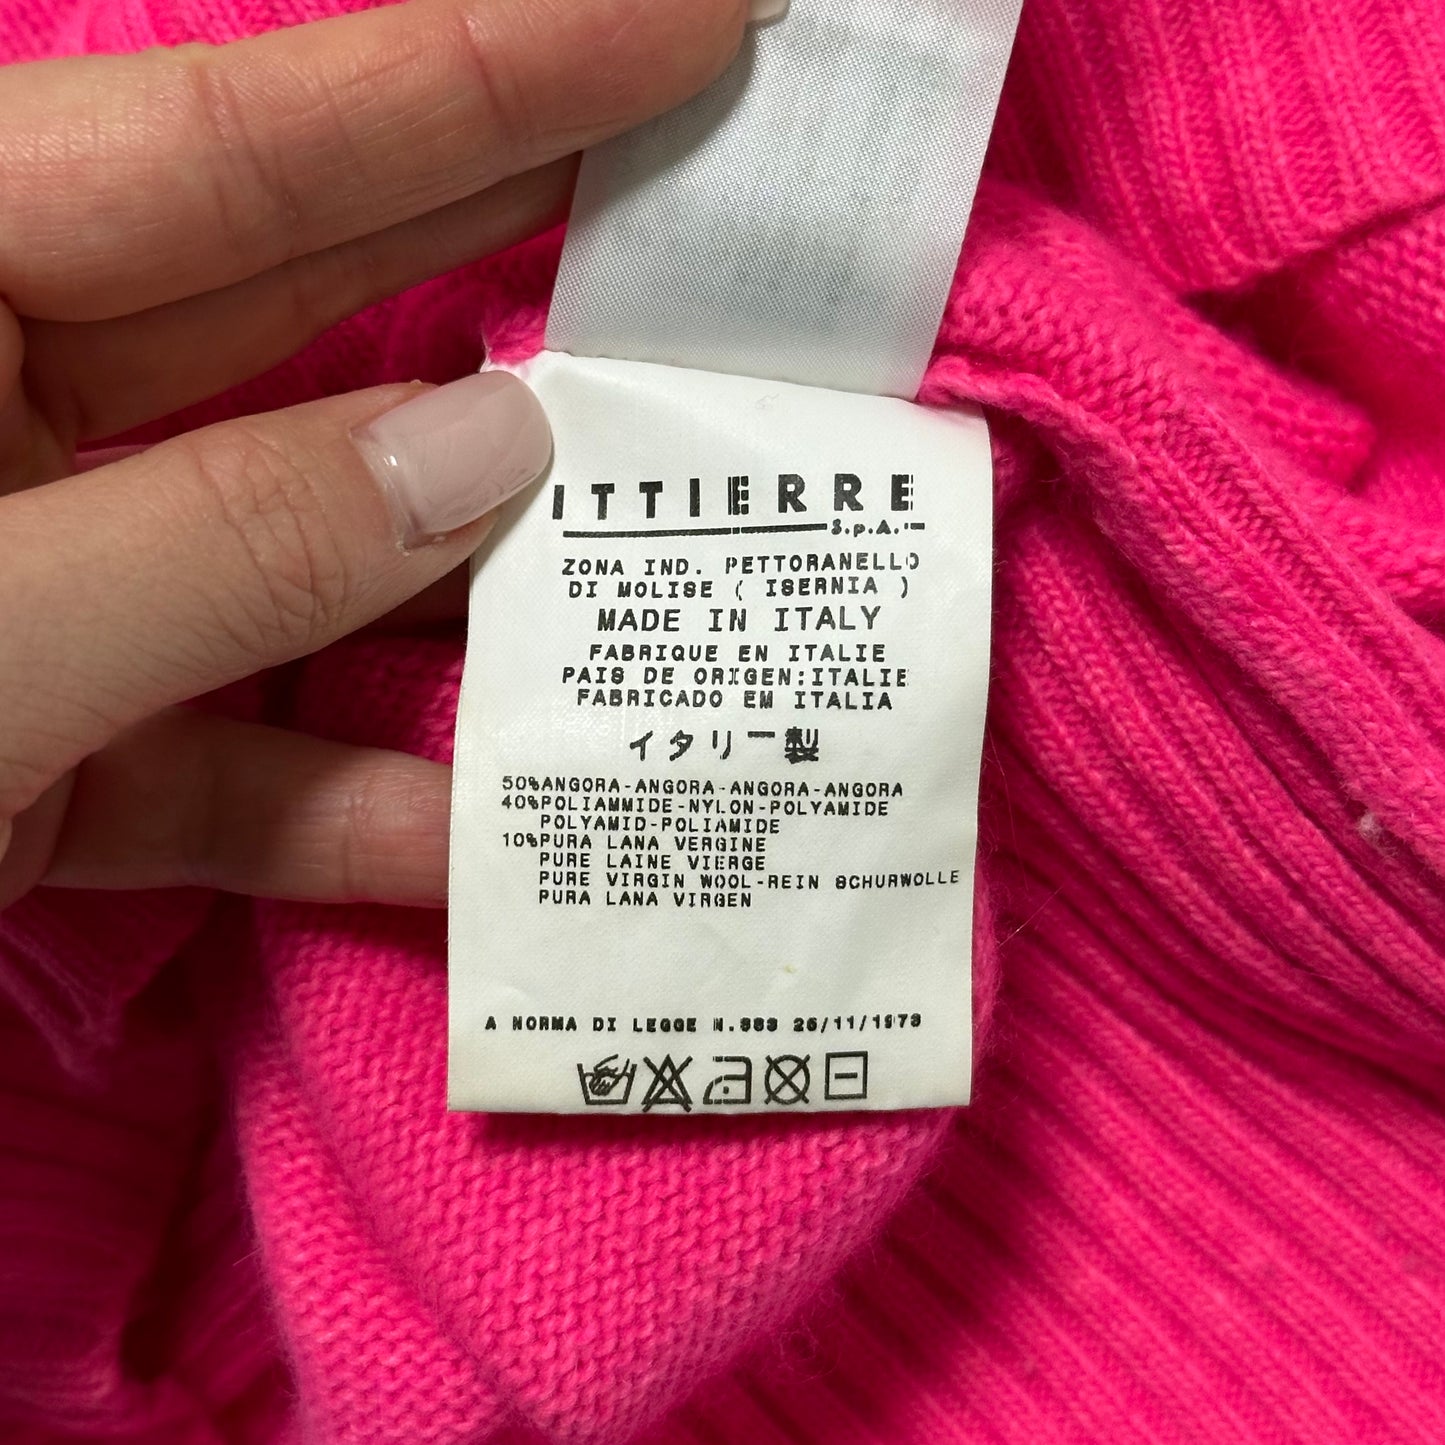 ITTIERRE
S.p.A.
ZONA IND. PETTORANELLO
DI MOLISE ( ISERNIA )
MADE IN ITALY
FABRIQUE EN ITALIE
PAIS DE ORIGEN:ITALIE
FABRICADO EM ITALIA
イタリー製
50%ANGORA-ANGORA-ANGORA-ANGORA
40%POLIAMMIDE-NYLON-POLYAMIDE
POLYAMID-POLIAMIDE
10%PURA LANA VERGINE
PURE LAINE VIERGE
PURE VIRGIN WOOL-REIN SCHURWOLLE
PURA LANA VIRGEN
A NORMA DI LEGGE N.883 26/11/1973